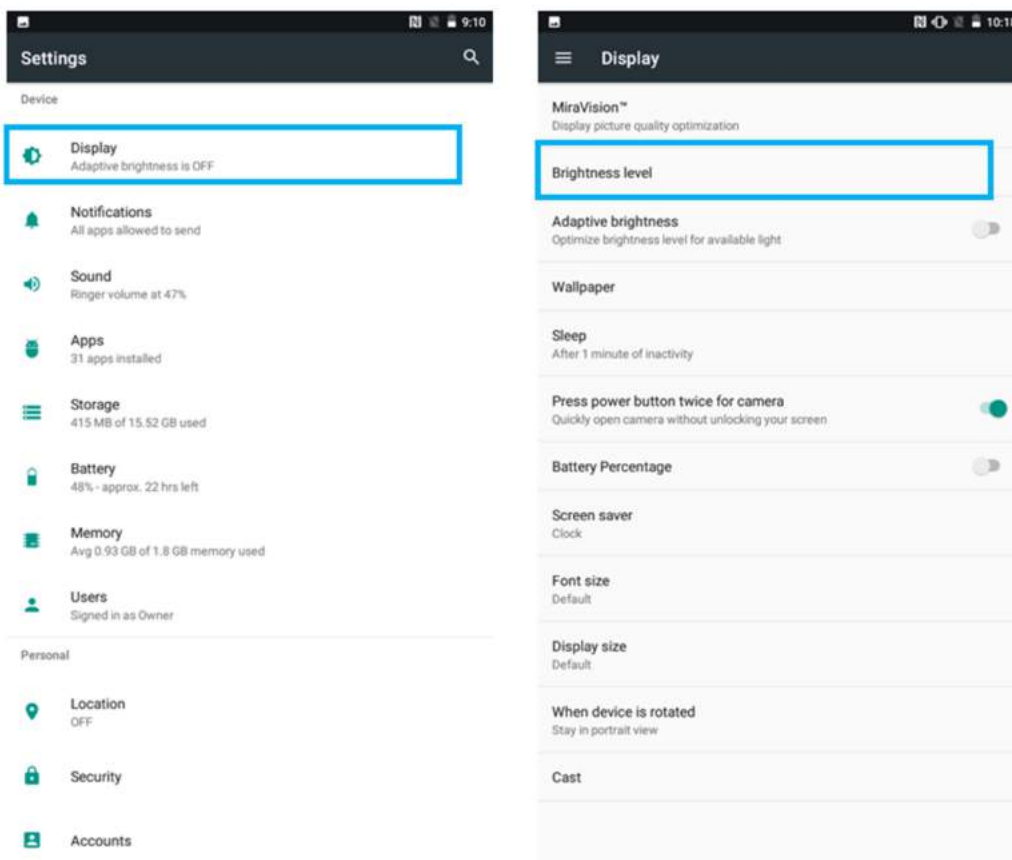 9:10
Settings
Device
Display
Adaptive brightness is OFF
Notifications
All apps allowed to send
Sound
Ringer volume at 47%
Apps
31 apps installed
Storage
415 MB of 15.52 GB used
Battery
48% - approx. 22 hrs left
Memory
Avg 0.93 GB of 1.8 GB memory used
Users
Signed in as Owner
Personal
Location
OFF
Security
Accounts
Display
MiraVision™
Display picture quality optimization
Brightness level
Adaptive brightness
Optimize brightness level for available light
Wallpaper
Sleep
After 1 minute of inactivity
Press power button twice for camera
Quickly open camera without unlocking your screen
Battery Percentage
Screen saver
Clock
Font size
Default
Display size
Default
When device is rotated
Stay in portrait view
Cast